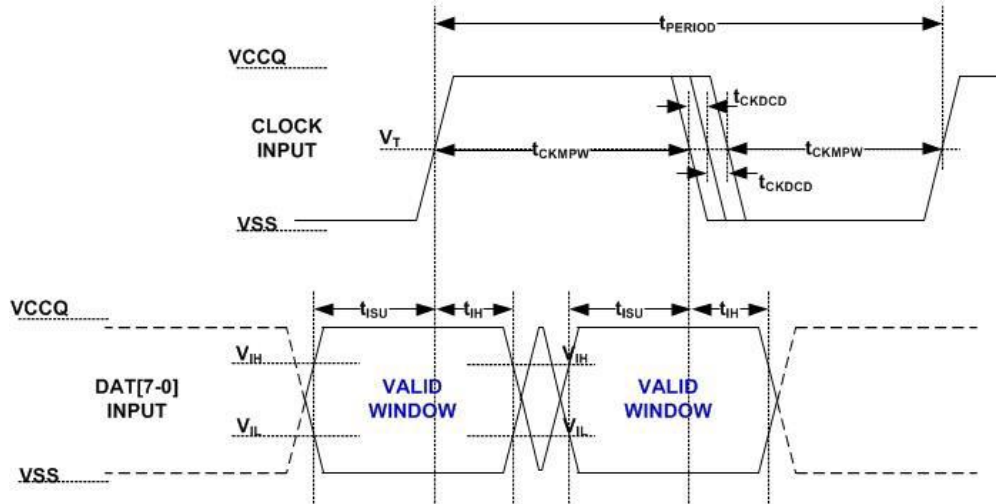 tPERIOD
VCCQ
tCKDCD
CLOCK
INPUT
VT
tCKMPW
tCKMPW
tCKDCD
VSS
VCCQ
tISU
tIH
tISU
tIH
VIH
VIH
DAT[7-0]
INPUT
VALID
WINDOW
VALID
WINDOW
VIL
VIL
VSS